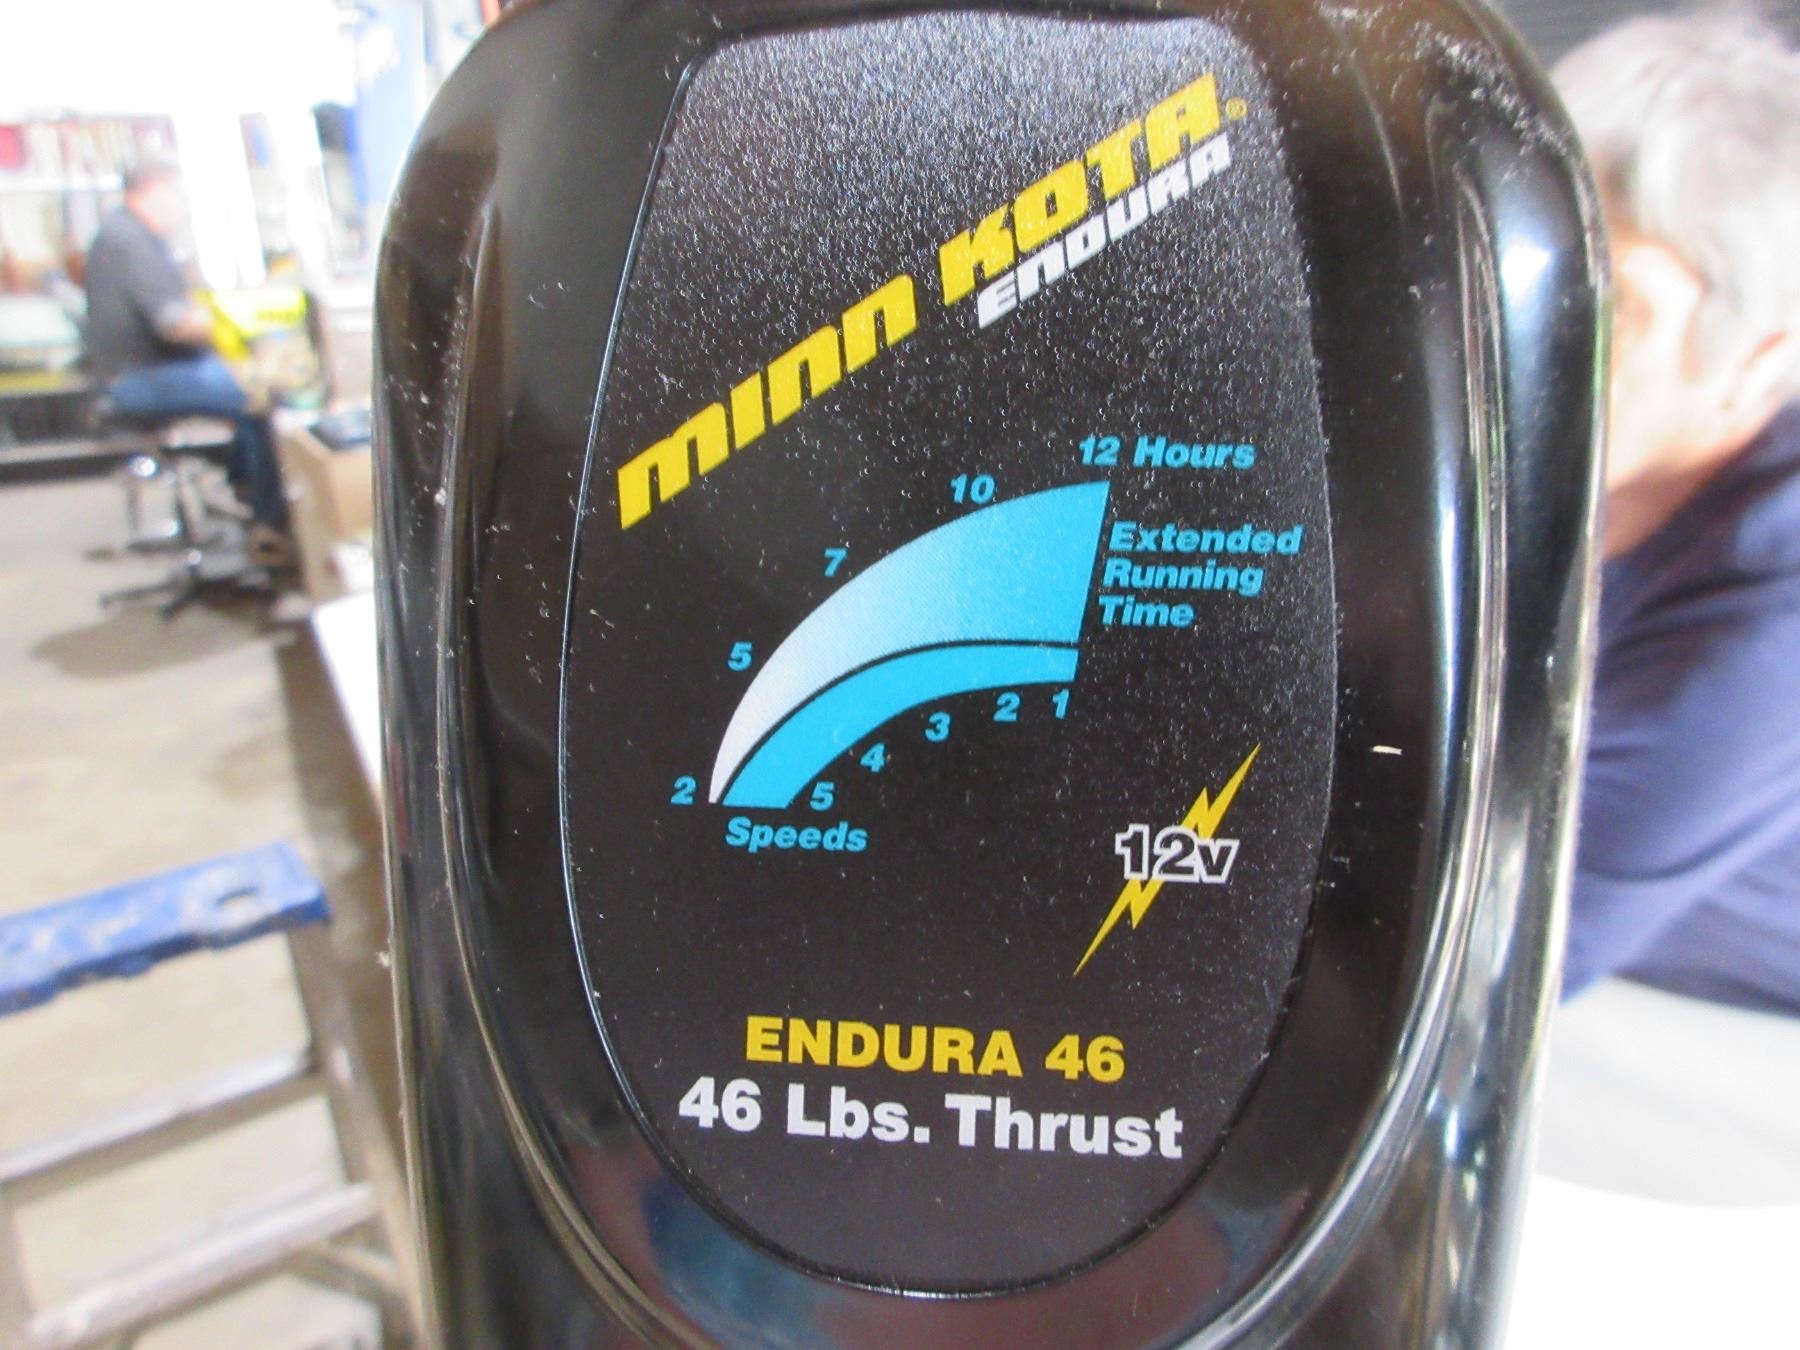 MINN KOTA®
ENDURA
12 Hours
10
7
5
2
Extended
Running
Time
1
2
3
4
5
Speeds
12v
ENDURA 46
46 Lbs. Thrust